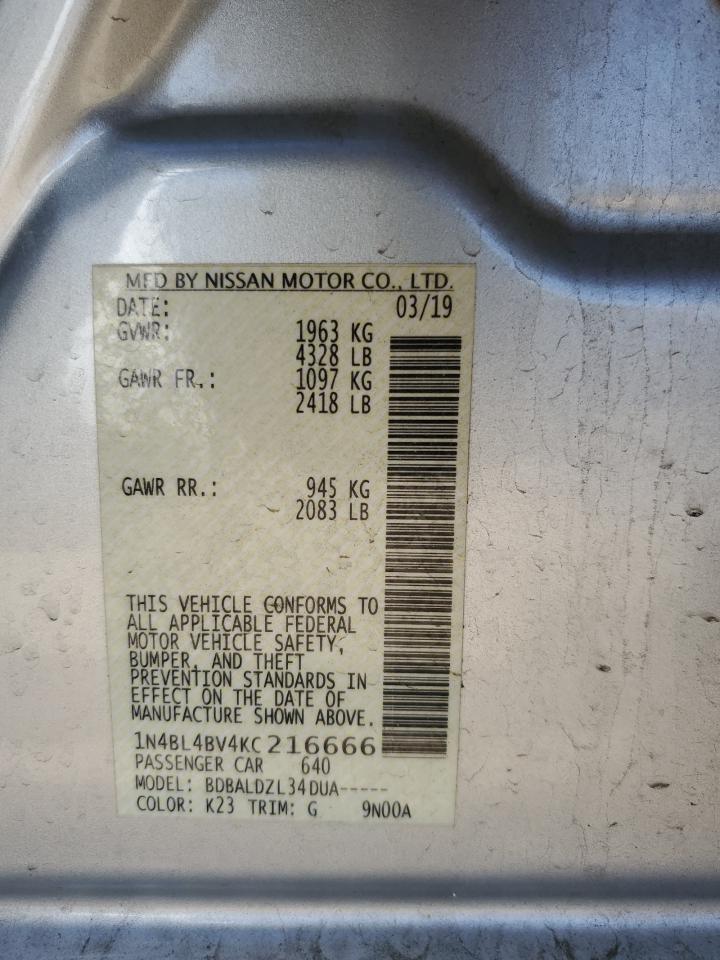 MFD BY NISSAN MOTOR CO., LTD.
DATE: 03/19
GVWR: 1963 KG
4328 LB
GAWR FR.: 1097 KG
2418 LB
GAWR RR.: 945 KG
2083 LB
THIS VEHICLE CONFORMS TO
ALL APPLICABLE FEDERAL
MOTOR VEHICLE SAFETY,
BUMPER, AND THEFT
PREVENTION STANDARDS IN
EFFECT ON THE DATE OF
MANUFACTURE SHOWN ABOVE.
1N4BL4BV4KC216666
PASSENGER CAR 640
MODEL: BDBALDZL34DUA-----
COLOR: K23 TRIM: G 9N00A